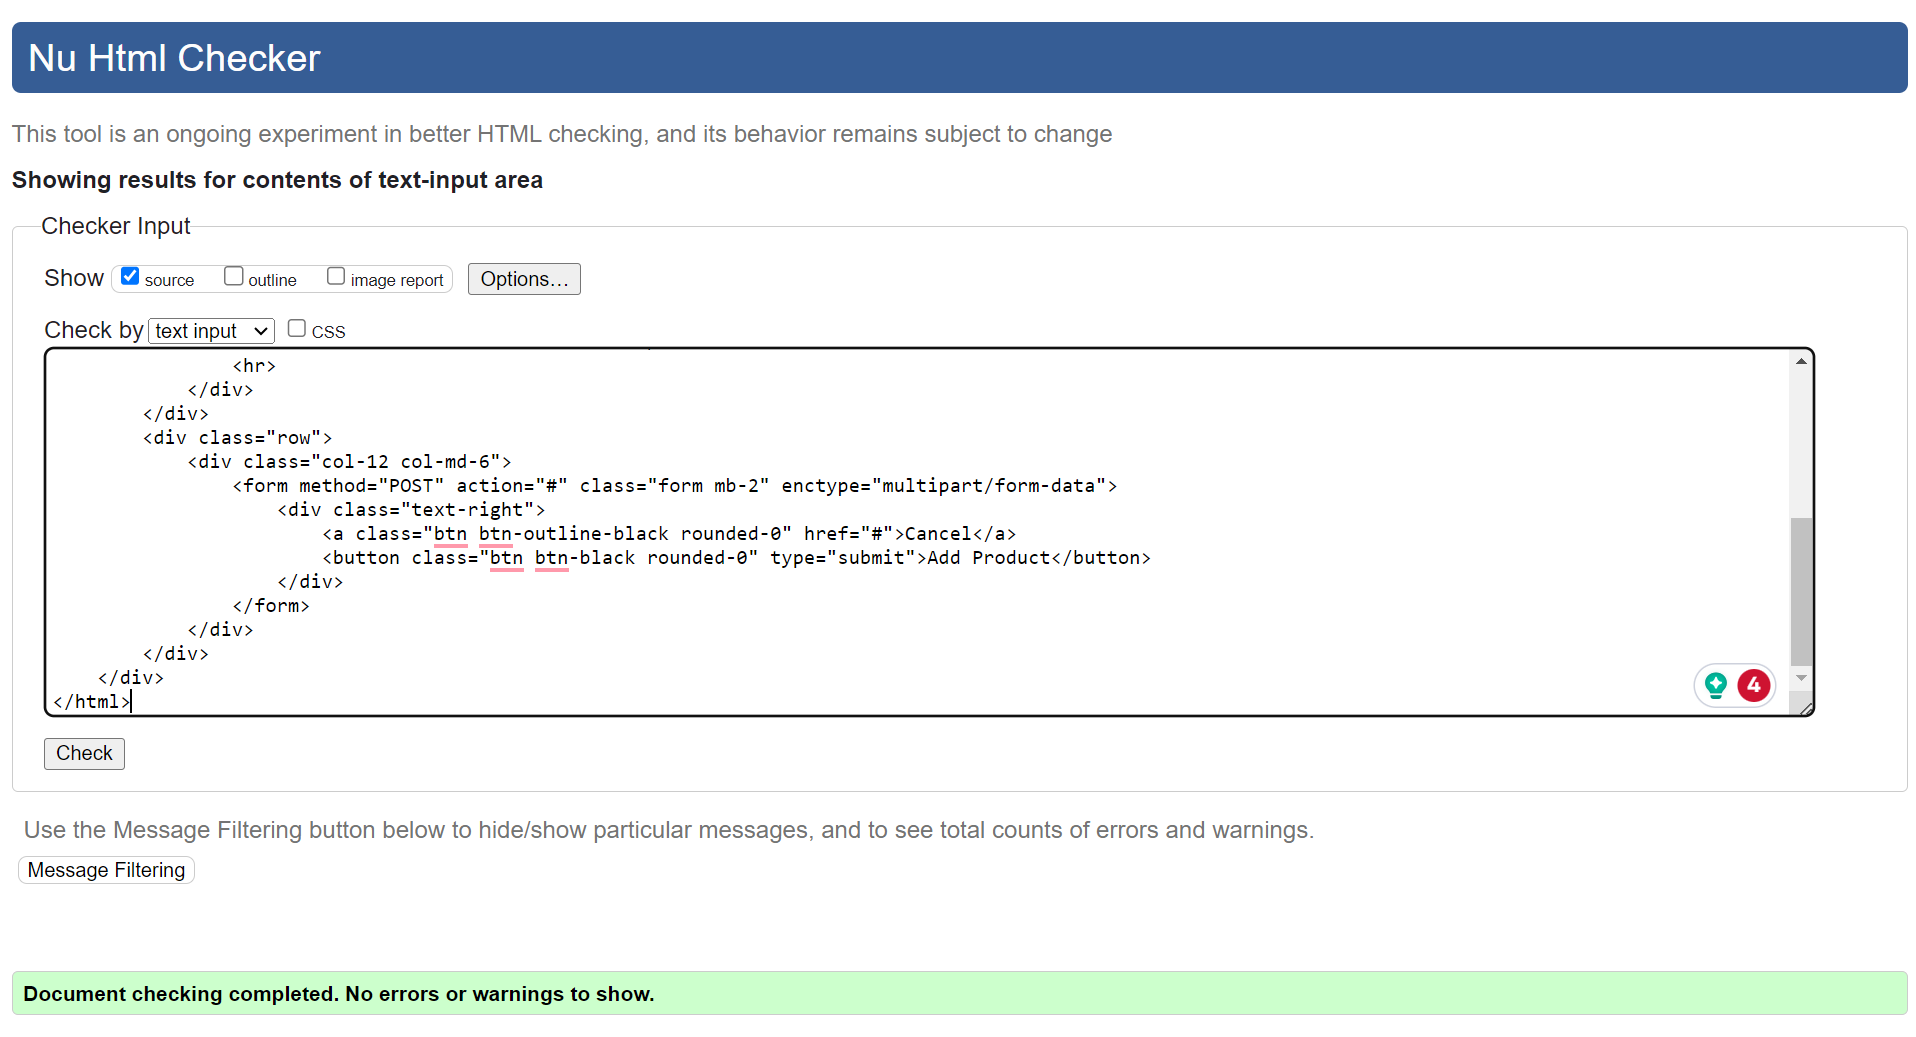 Nu Html Checker
This tool is an ongoing experiment in better HTML checking, and its behavior remains subject to change
Showing results for contents of text-input area
Checker Input
Show source outline image report Options...
Check by text input CSS
                <hr>
            </div>
        </div>
        <div class="row">
            <div class="col-12 col-md-6">
                <form method="POST" action="#" class="form mb-2" enctype="multipart/form-data">
                    <div class="text-right">
                        <a class="btn btn-outline-black rounded-0" href="#">Cancel</a>
                        <button class="btn btn-black rounded-0" type="submit">Add Product</button>
                    </div>
                </form>
            </div>
        </div>
    </div>
</html>
4
Check
Use the Message Filtering button below to hide/show particular messages, and to see total counts of errors and warnings.
Message Filtering
Document checking completed. No errors or warnings to show.